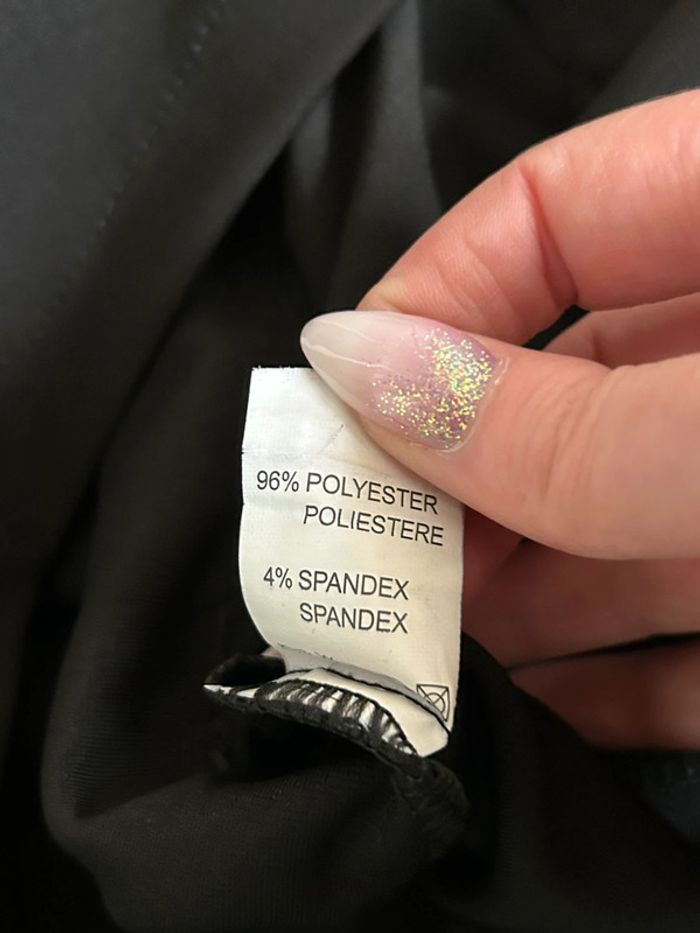 96% POLYESTER
POLIESTERE
4% SPANDEX
SPANDEX